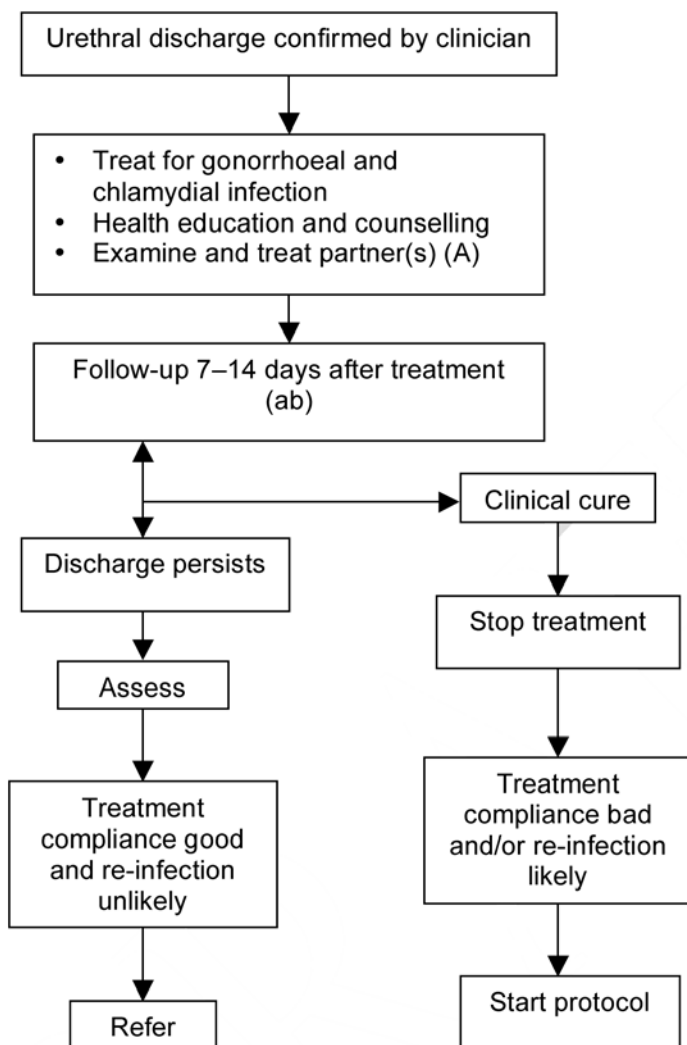 Urethral discharge confirmed by clinician
• Treat for gonorrhoeal and
chlamydial infection
• Health education and counselling
• Examine and treat partner(s) (A)
Follow-up 7–14 days after treatment
(ab)
Clinical cure
Discharge persists
Stop treatment
Assess
Treatment
compliance good
and re-infection
unlikely
Treatment
compliance bad
and/or re-infection
likely
Refer
Start protocol